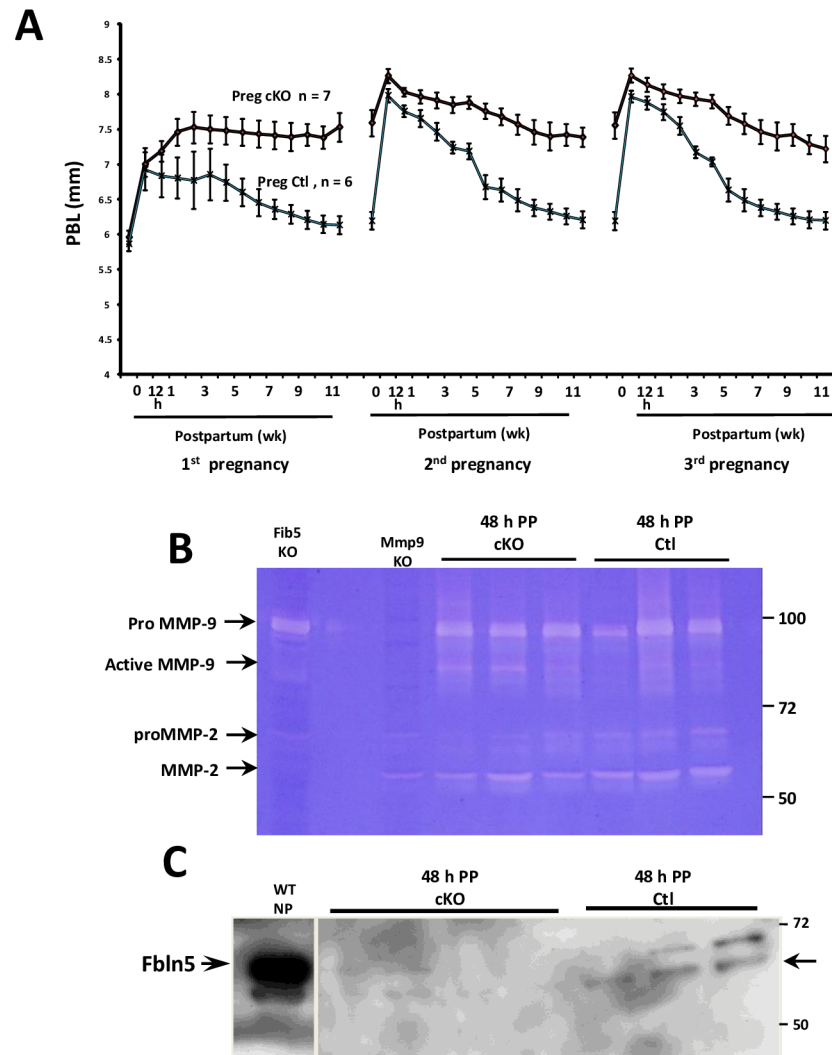 A
9
8.5
8
7.5
7
6.5
6
5.5
5
4.5
4
PBL (mm)
Preg cKO n = 7
Preg Ctl , n = 6
0 12 h 1 3 5 7 9 11
0 12 h 1 3 5 7 9 11
0 12 h 1 3 5 7 9 11
Postpartum (wk)
Postpartum (wk)
Postpartum (wk)
1st pregnancy
2nd pregnancy
3rd pregnancy
B
Fib5
KO
Mmp9
KO
48 h PP
cKO
48 h PP
Ctl
Pro MMP-9
Active MMP-9
proMMP-2
MMP-2
100
72
50
C
WT
NP
48 h PP
cKO
48 h PP
Ctl
Fbln5
72
50